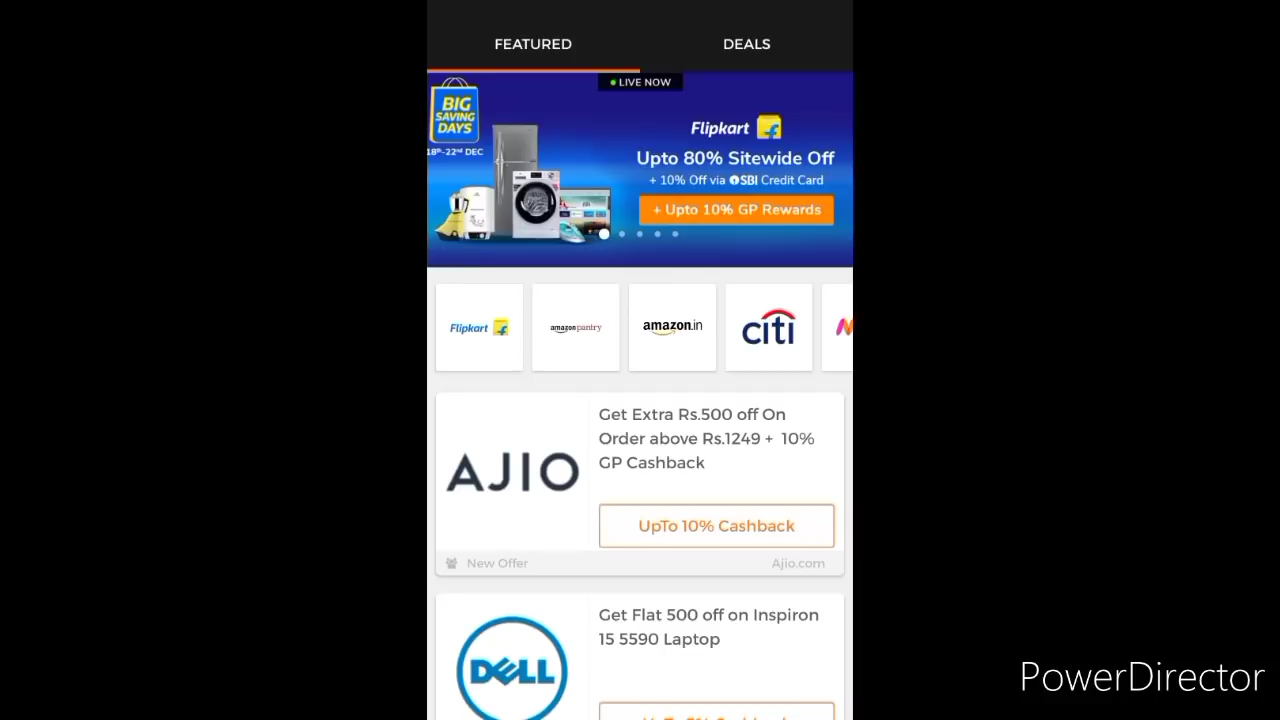 FEATURED
DEALS
LIVE NOW
BIG
SAVING
DAYS
18th-22nd DEC
Flipkart
Upto 80% Sitewide Off
+ 10% Off via SBI Credit Card
+ Upto 10% GP Rewards
Flipkart
amazon pantry
amazon.in
citi
AJIO
Get Extra Rs.500 off On
Order above Rs.1249 + 10%
GP Cashback
UpTo 10% Cashback
New Offer
Ajio.com
DELL
Get Flat 500 off on Inspiron
15 5590 Laptop
PowerDirector